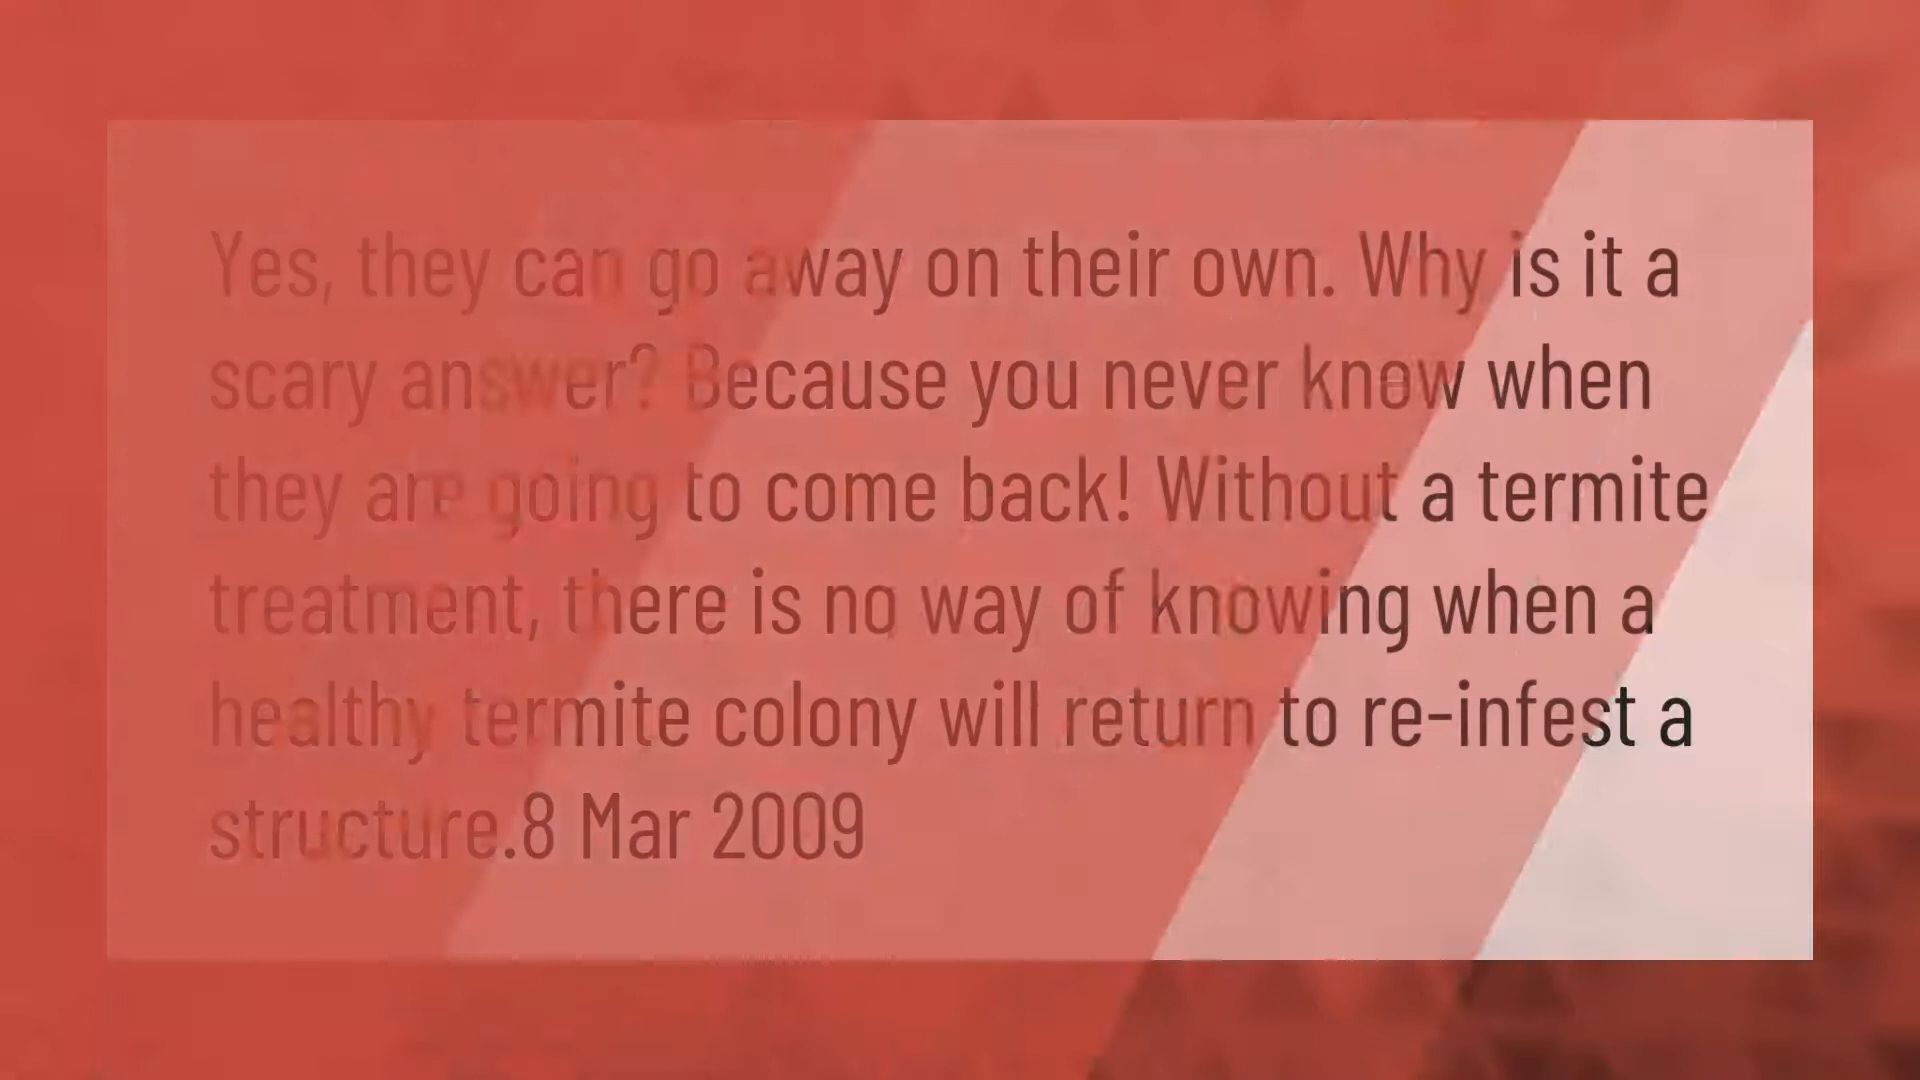 Yes, they can go away on their own. Why is it a
scary answer? Because you never know when
they are going to come back! Without a termite
treatment, there is no way of knowing when a
healthy termite colony will return to re-infest a
structure.8 Mar 2009